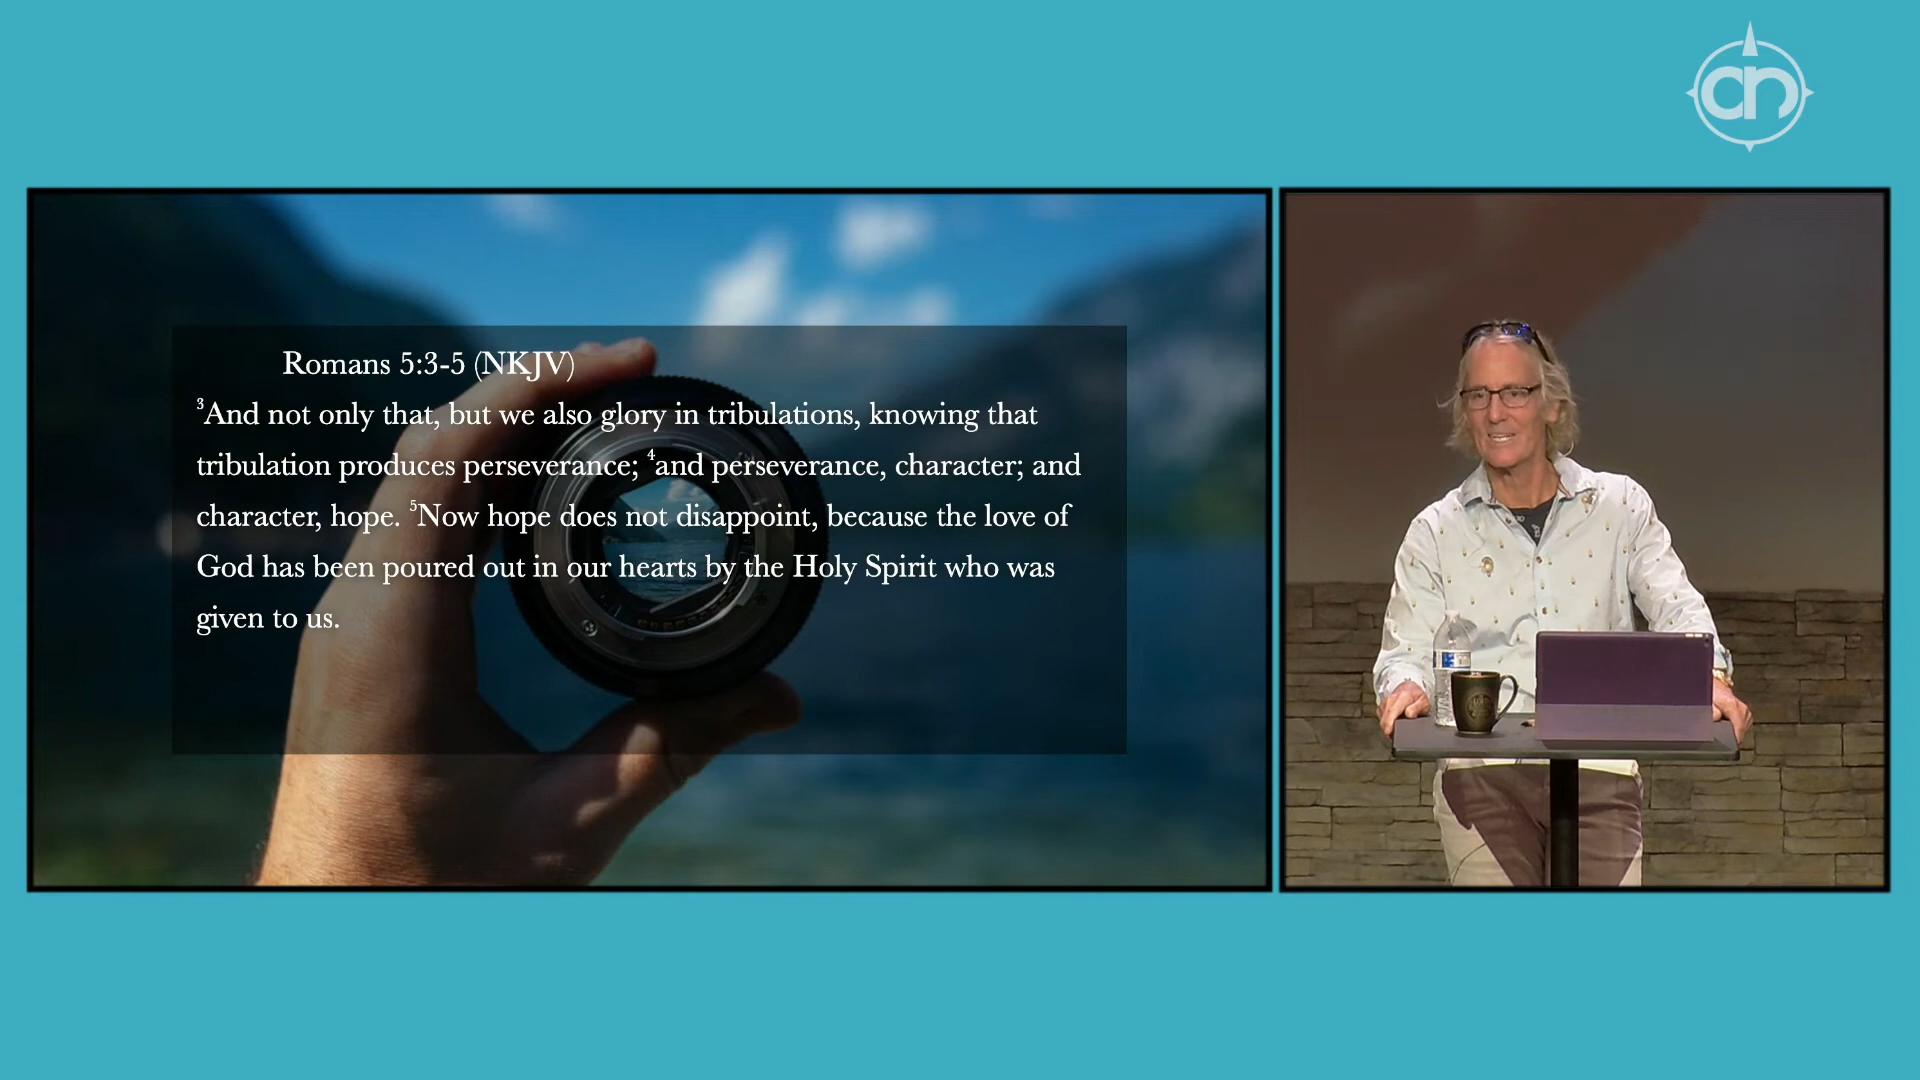 cn
Romans 5:3-5 (NKJV)
³And not only that, but we also glory in tribulations, knowing that
tribulation produces perseverance; ⁴and perseverance, character; and
character, hope. ⁵Now hope does not disappoint, because the love of
God has been poured out in our hearts by the Holy Spirit who was
given to us.